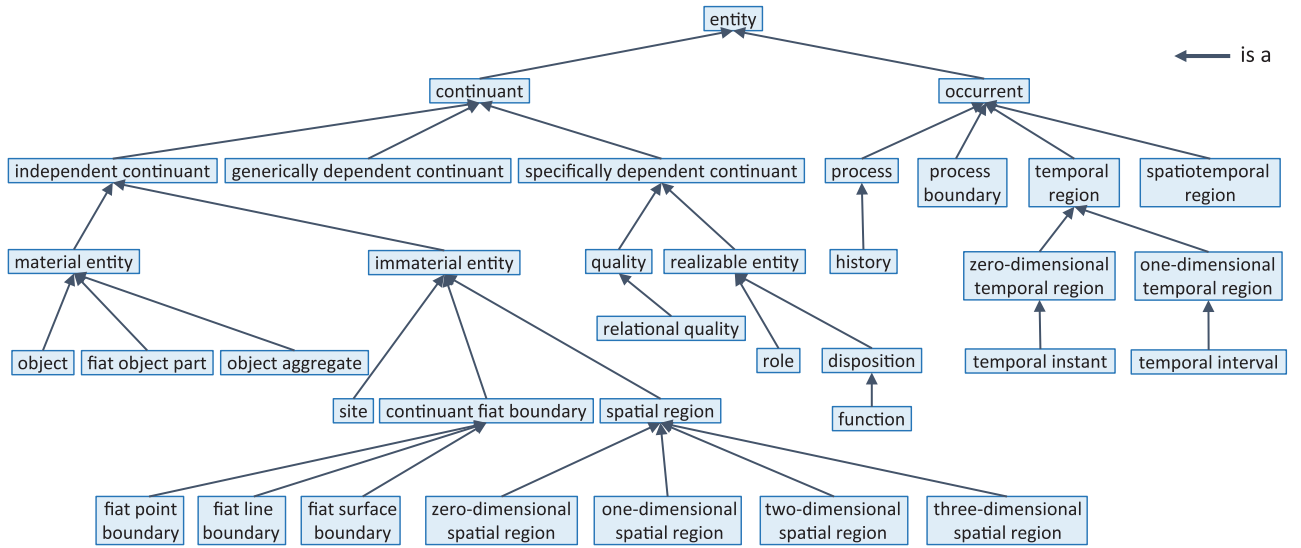 entity
is a
continuant
occurrent
independent continuant
generically dependent continuant
specifically dependent continuant
process
process
boundary
temporal
region
spatiotemporal
region
material entity
immaterial entity
quality
realizable entity
history
zero-dimensional
temporal region
one-dimensional
temporal region
relational quality
object
fiat object part
object aggregate
role
disposition
temporal instant
temporal interval
site
continuant fiat boundary
spatial region
function
fiat point
boundary
fiat line
boundary
fiat surface
boundary
zero-dimensional
spatial region
one-dimensional
spatial region
two-dimensional
spatial region
three-dimensional
spatial region